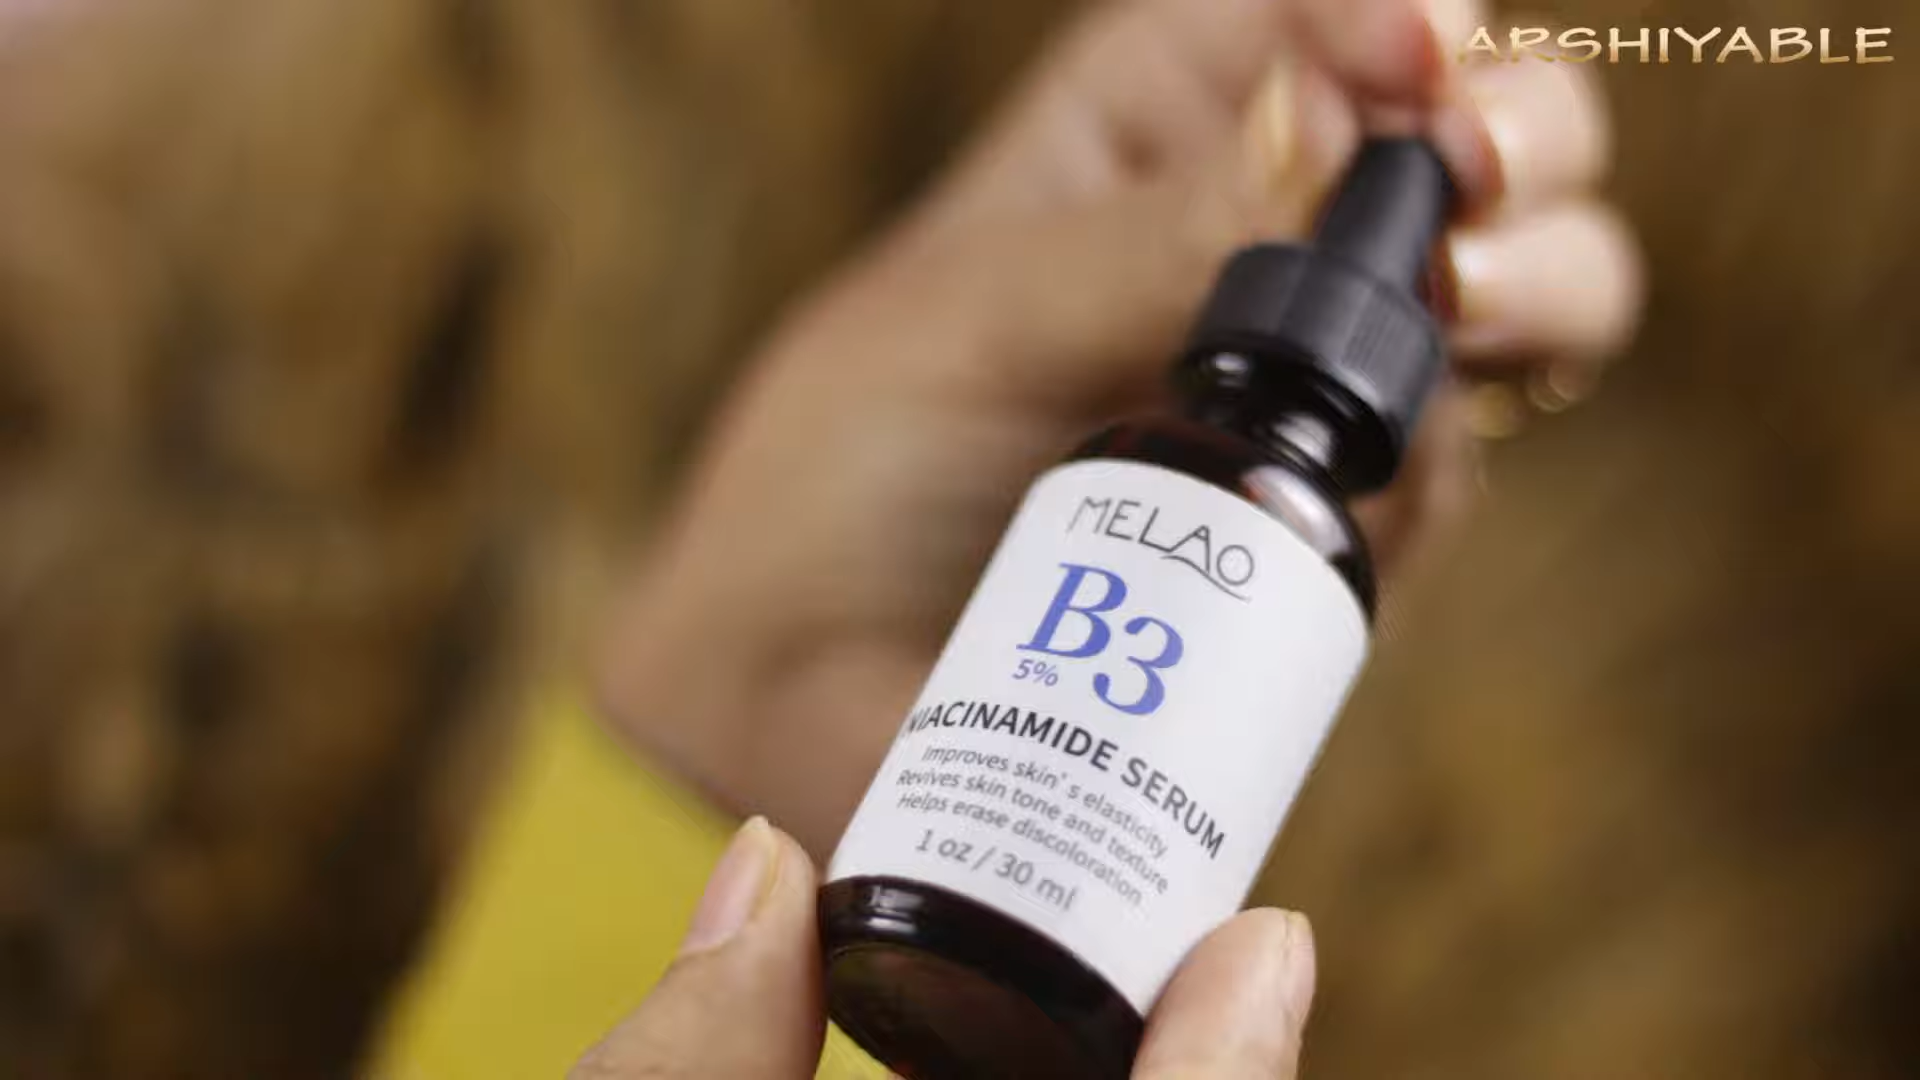 ARSHIYABLE
MELAO
B3
5%
NIACINAMIDE SERUM
Improves skin's elasticity
Revives skin tone and texture
Helps erase discoloration
1 oz / 30 ml